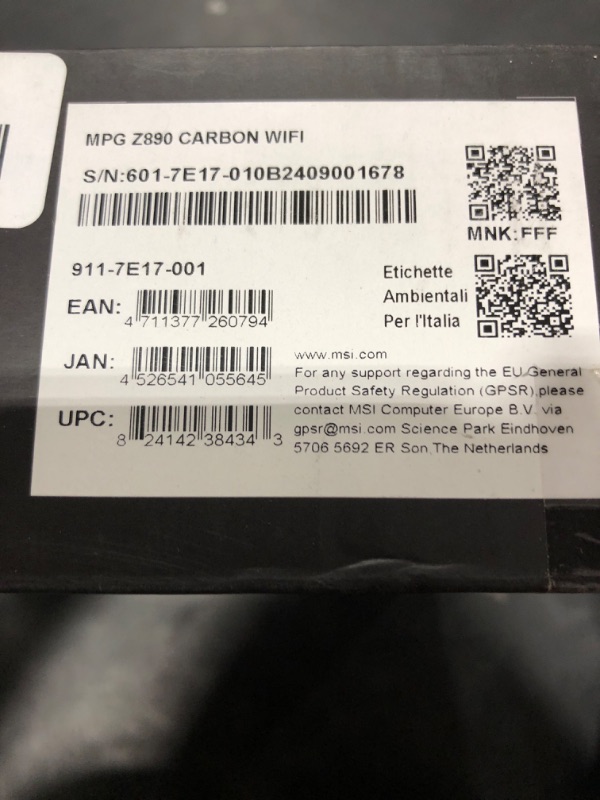 MPG Z890 CARBON WIFI
S/N:601-7E17-010B2409001678
MNK:FFF
911-7E17-001
Etichette
Ambientali
Per l'Italia
EAN:
4 711377 260794
JAN:
4 526541 055645
UPC:
8 24142 38434 3
www.msi.com
For any support regarding the EU General
Product Safety Regulation (GPSR),please
contact MSI Computer Europe B.V. via
gpsr@msi.com Science Park Eindhoven
5706 5692 ER Son,The Netherlands